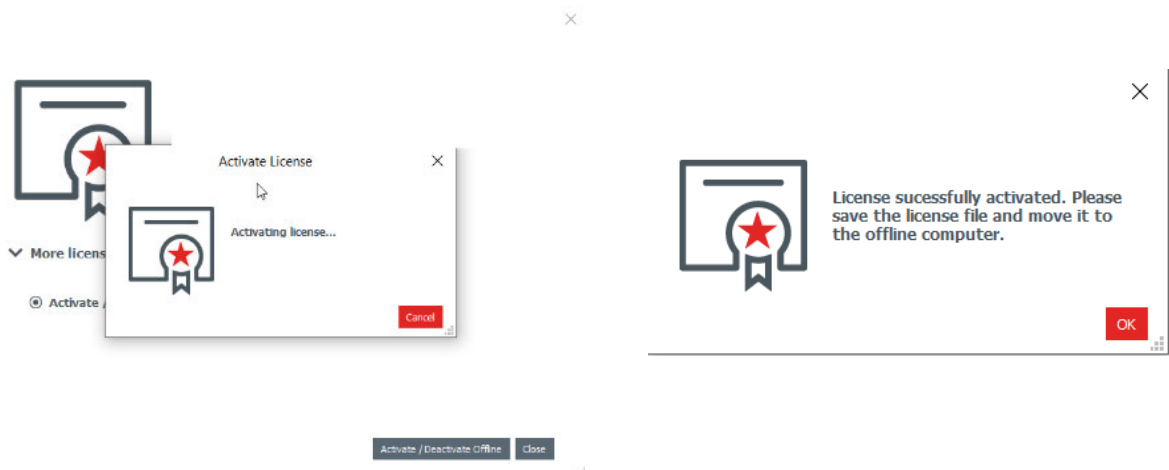 Activate License
Activating license...
More licens
Activate /
Cancel
Activate / Deactivate Offline
Close
License sucessfully activated. Please
save the license file and move it to
the offline computer.
OK